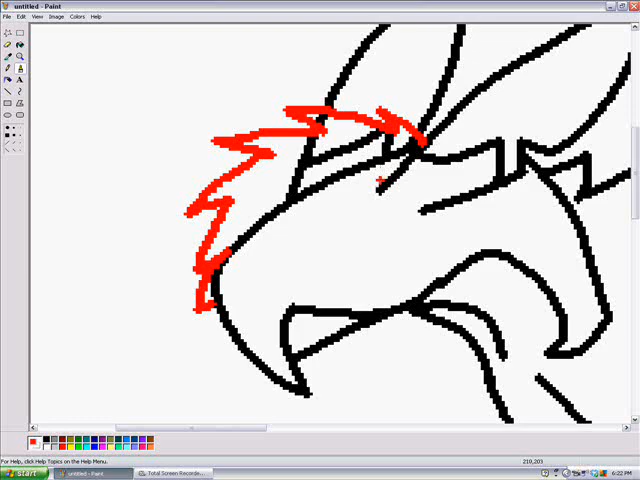 untitled - Paint
File Edit View Image Colors Help
A
For Help, click Help Topics on the Help Menu.
210,203
start
untitled - Paint
Total Screen Recorde...
6:22 PM